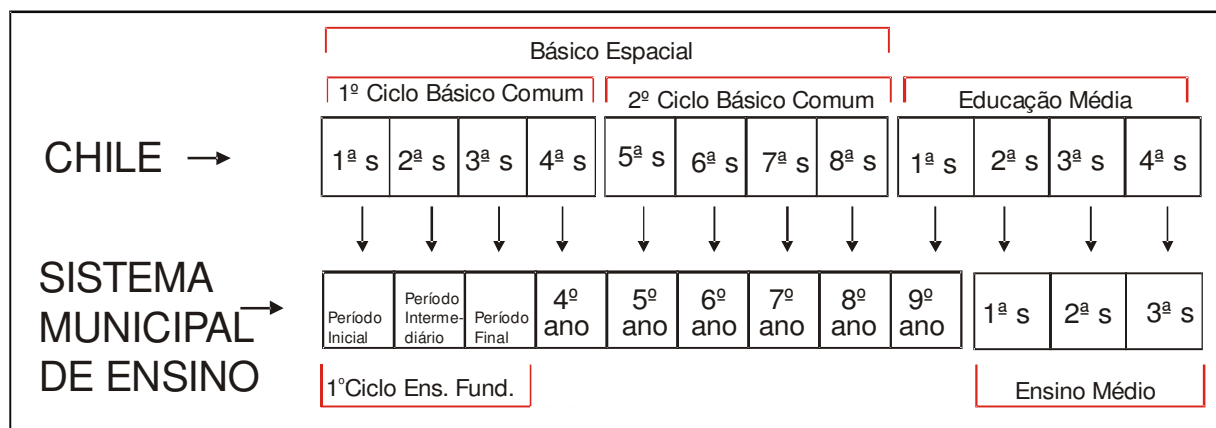 Básico Espacial
1º Ciclo Básico Comum 2º Ciclo Básico Comum Educação Média
CHILE → 1ª s 2ª s 3ª s 4ª s 5ª s 6ª s 7ª s 8ª s 1ª s 2ª s 3ª s 4ª s
SISTEMA
MUNICIPAL
DE ENSINO
Período
Inicial
Período
Interme-
diário
Período
Final
4º
ano
5º
ano
6º
ano
7º
ano
8º
ano
9º
ano
1ª s 2ª s 3ª s
1ºCiclo Ens. Fund. Ensino Médio